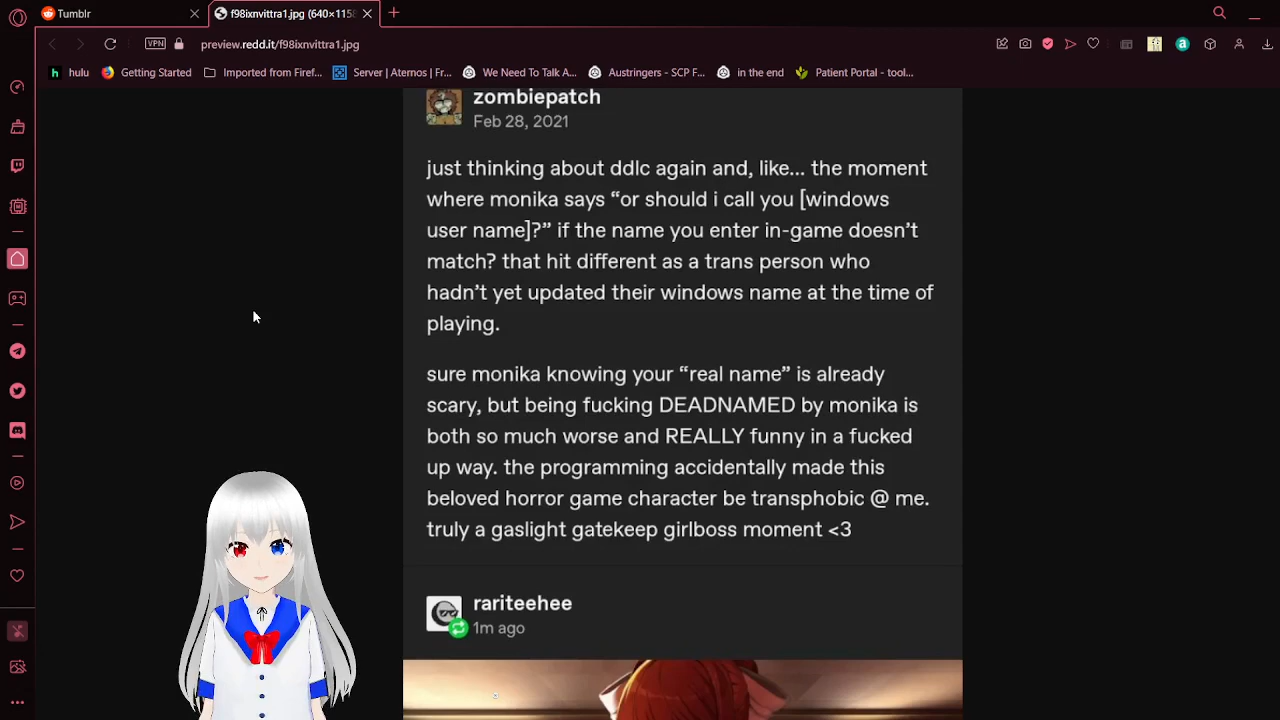 Tumblr
f98ixnvittra1.jpg (640×1158
VPN
preview.redd.it/f98ixnvittra1.jpg
hulu
Getting Started
Imported from Firef...
Server | Aternos | Fr...
We Need To Talk A...
Austringers - SCP F...
in the end
Patient Portal - tool...
zombiepatch
Feb 28, 2021
just thinking about ddlc again and, like... the moment
where monika says “or should i call you [windows
user name]?” if the name you enter in-game doesn’t
match? that hit different as a trans person who
hadn’t yet updated their windows name at the time of
playing.
sure monika knowing your “real name” is already
scary, but being fucking DEADNAMED by monika is
both so much worse and REALLY funny in a fucked
up way. the programming accidentally made this
beloved horror game character be transphobic @ me.
truly a gaslight gatekeep girlboss moment <3
rariteehee
1m ago